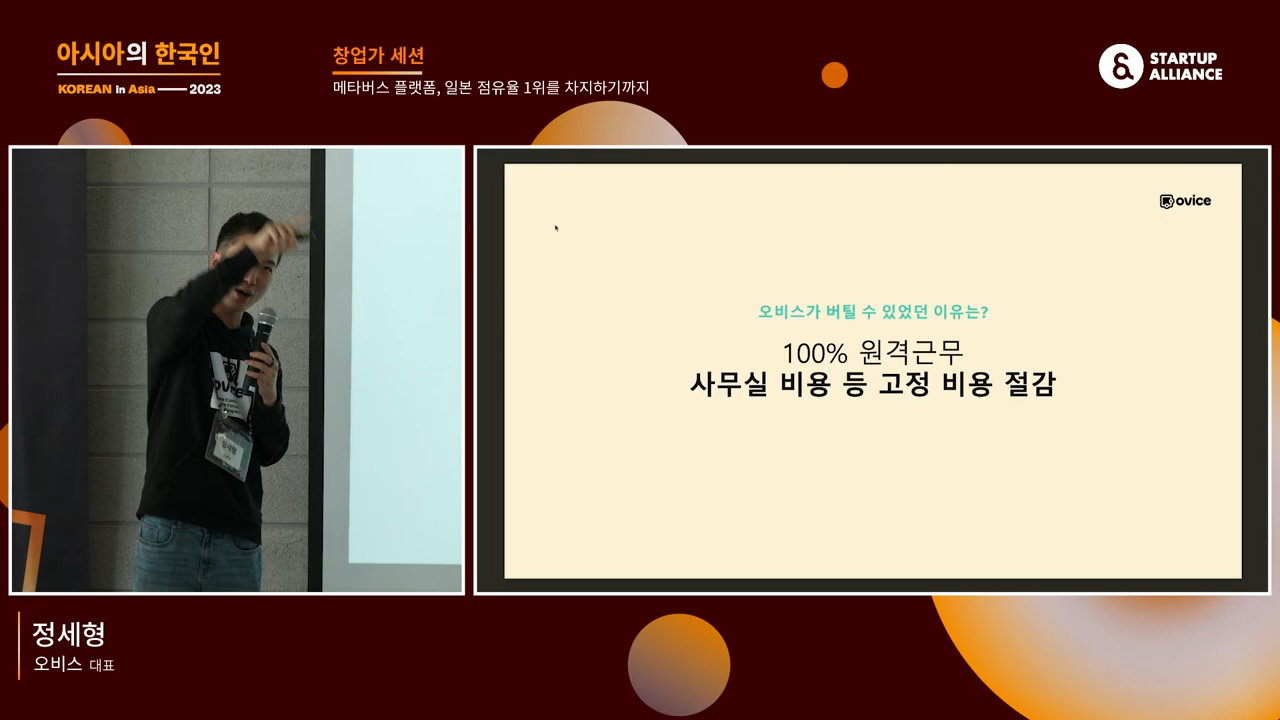 아시아의 한국인
KOREAN in Asia 2023
창업가 세션
메타버스 플랫폼, 일본 점유율 1위를 차지하기까지
STARTUP
ALLIANCE
ovice
오비스가 버틸 수 있었던 이유는?
100% 원격근무
사무실 비용 등 고정 비용 절감
정세형
정세형
오비스 대표